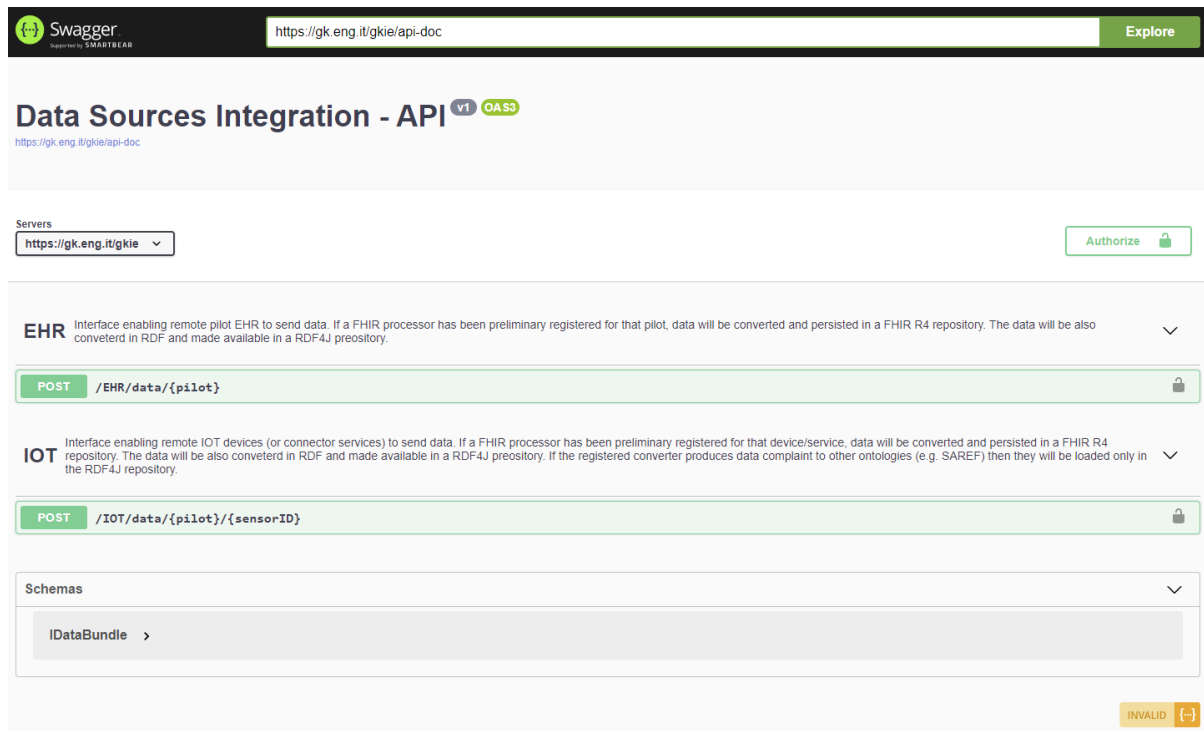 {···} Swagger.
Supported by SMARTBEAR
https://gk.eng.it/gkie/api-doc
Explore
Data Sources Integration - API v1 OAS3
https://gk.eng.it/gkie/api-doc
Servers
https://gk.eng.it/gkie
Authorize
EHR
Interface enabling remote pilot EHR to send data. If a FHIR processor has been preliminary registered for that pilot, data will be converted and persisted in a FHIR R4 repository. The data will be also
conveterd in RDF and made available in a RDF4J preository.
POST /EHR/data/{pilot}
IOT
Interface enabling remote IOT devices (or connector services) to send data. If a FHIR processor has been preliminary registered for that device/service, data will be converted and persisted in a FHIR R4
repository. The data will be also conveterd in RDF and made available in a RDF4J preository. If the registered converter produces data complaint to other ontologies (e.g. SAREF) then they will be loaded only in
the RDF4J repository.
POST /IOT/data/{pilot}/{sensorID}
Schemas
IDataBundle
INVALID {···}